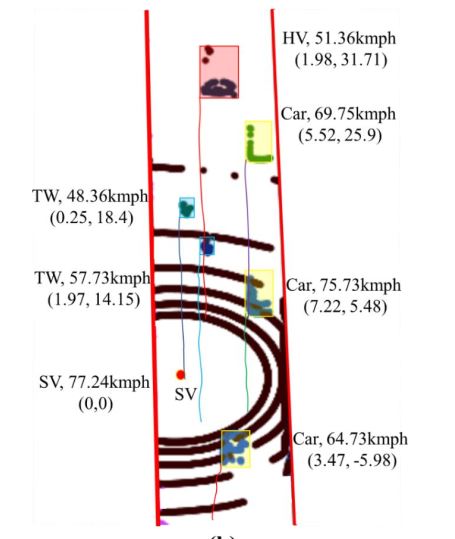 HV, 51.36kmph
(1.98, 31.71)
Car, 69.75kmph
(5.52, 25.9)
TW, 48.36kmph
(0.25, 18.4)
TW, 57.73kmph
(1.97, 14.15)
Car, 75.73kmph
(7.22, 5.48)
SV, 77.24kmph
(0,0)
SV
Car, 64.73kmph
(3.47, -5.98)